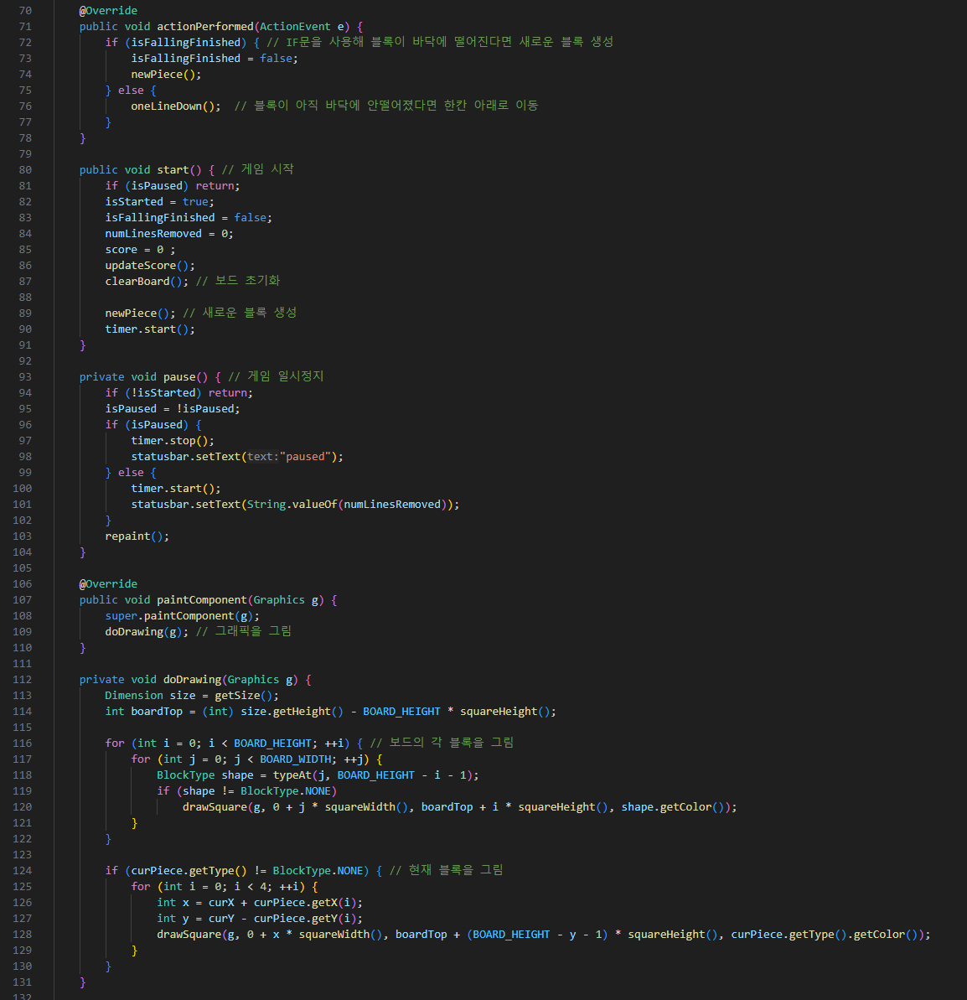 70 @Override
71 public void actionPerformed(ActionEvent e) {
72 if (isFallingFinished) { // IF문을 사용해 블록이 바닥에 떨어진다면 새로운 블록 생성
73 isFallingFinished = false;
74 newPiece();
75 } else {
76 oneLineDown(); // 블록이 아직 바닥에 안떨어졌다면 한칸 아래로 이동
77 }
78 }
79
80 public void start() { // 게임 시작
81 if (isPaused) return;
82 isStarted = true;
83 isFallingFinished = false;
84 numLinesRemoved = 0;
85 score = 0 ;
86 updateScore();
87 clearBoard(); // 보드 초기화
88
89 newPiece(); // 새로운 블록 생성
90 timer.start();
91 }
92
93 private void pause() { // 게임 일시정지
94 if (!isStarted) return;
95 isPaused = !isPaused;
96 if (isPaused) {
97 timer.stop();
98 statusbar.setText(text:"paused");
99 } else {
100 timer.start();
101 statusbar.setText(String.valueOf(numLinesRemoved));
102 }
103 repaint();
104 }
105
106 @Override
107 public void paintComponent(Graphics g) {
108 super.paintComponent(g);
109 doDrawing(g); // 그래픽을 그림
110 }
111
112 private void doDrawing(Graphics g) {
113 Dimension size = getSize();
114 int boardTop = (int) size.getHeight() - BOARD_HEIGHT * squareHeight();
115
116 for (int i = 0; i < BOARD_HEIGHT; ++i) { // 보드의 각 블록을 그림
117 for (int j = 0; j < BOARD_WIDTH; ++j) {
118 BlockType shape = typeAt(j, BOARD_HEIGHT - i - 1);
119 if (shape != BlockType.NONE)
120 drawSquare(g, 0 + j * squareWidth(), boardTop + i * squareHeight(), shape.getColor());
121 }
122 }
123
124 if (curPiece.getType() != BlockType.NONE) { // 현재 블록을 그림
125 for (int i = 0; i < 4; ++i) {
126 int x = curX + curPiece.getX(i);
127 int y = curY - curPiece.getY(i);
128 drawSquare(g, 0 + x * squareWidth(), boardTop + (BOARD_HEIGHT - y - 1) * squareHeight(), curPiece.getType().getColor());
129 }
130 }
131 }
132